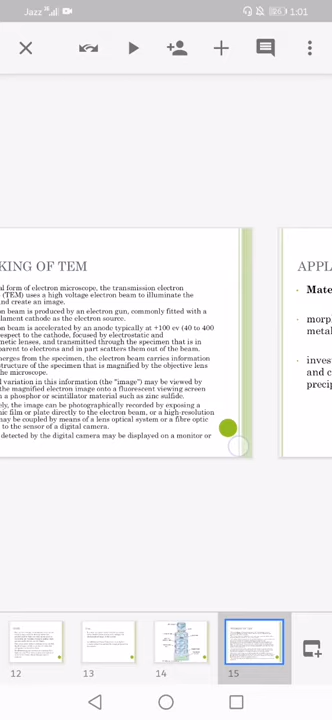 Jazz 1:01
KING OF TEM
al form of electron microscope, the transmission electron
(TEM) uses a high voltage electron beam to illuminate the
and create an image.
on beam is produced by an electron gun, commonly fitted with a
lament cathode as the electron source.
on beam is accelerated by an anode typically at +100 ev (40 to 400
espect to the cathode, focused by electrostatic and
netic lenses, and transmitted through the specimen that is in
parent to electrons and in part scatters them out of the beam.
merges from the specimen, the electron beam carries information
structure of the specimen that is magnified by the objective lens
he microscope.
l variation in this information (the "image") may be viewed by
the magnified electron image onto a fluorescent viewing screen
n a phosphor or scintillator material such as zinc sulfide.
ely, the image can be photographically recorded by exposing a
nic film or plate directly to the electron beam, or a high-resolution
may be coupled by means of a lens optical system or a fibre optic
to the sensor of a digital camera.
detected by the digital camera may be displayed on a monitor or
APPL
Mate
morp
metal
inves
and c
precip
12
13
14
15